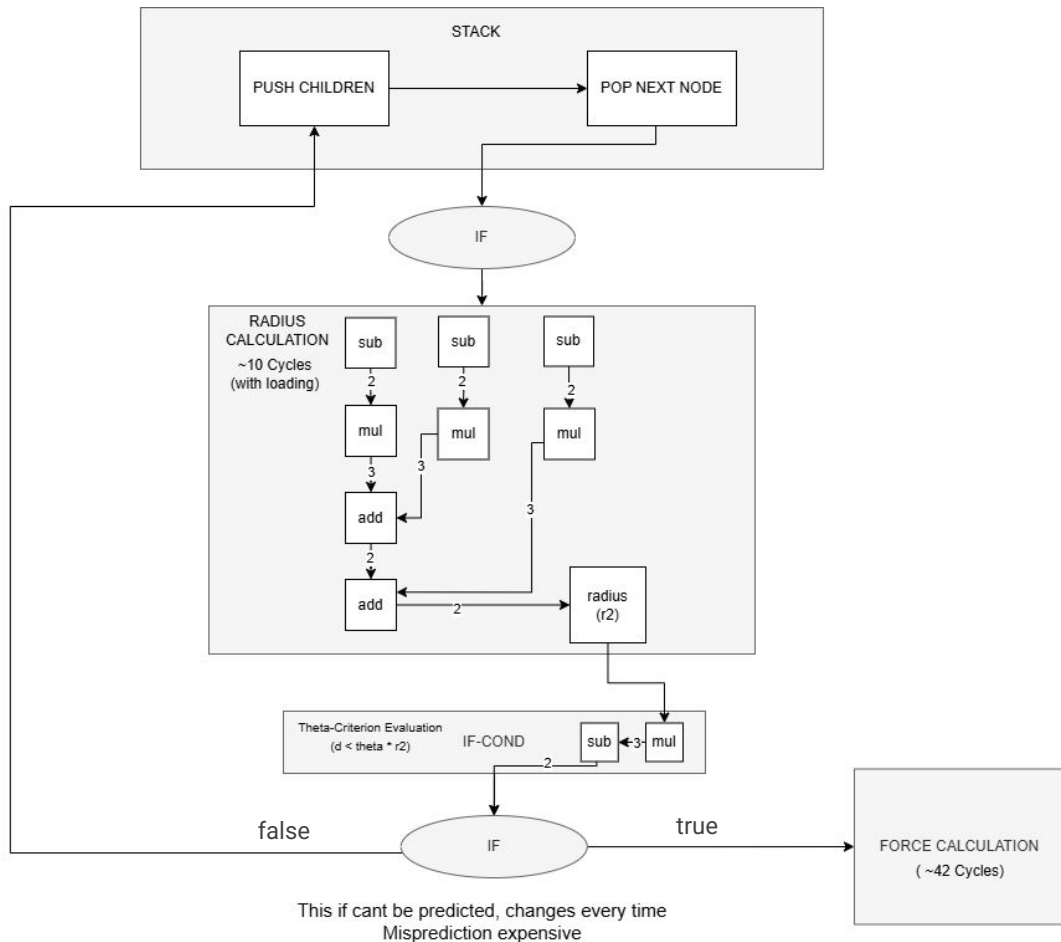 STACK
PUSH CHILDREN
POP NEXT NODE
IF
RADIUS
CALCULATION
~10 Cycles
(with loading)
sub
sub
sub
2
2
2
mul
mul
mul
3
3
3
add
2
add
2
radius
(r2)
Theta-Criterion Evaluation
(d < theta * r2)
IF-COND
sub
3
mul
2
false
IF
true
FORCE CALCULATION
( ~42 Cycles)
This if cant be predicted, changes every time
Misprediction expensive